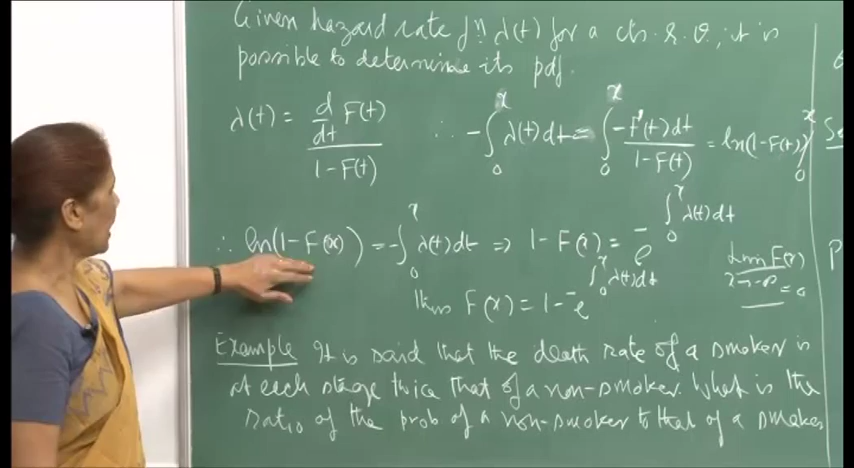 Given hazard rate fn λ(t) for a cts. r. v., it is
possible to determine its pdf.
λ(t) = d/dt F(t) / 1-F(t) ∴ -∫₀ˣ λ(t)dt = ∫₀ˣ -f(t)dt / 1-F(t) = ln(1-F(t))|₀ˣ
∴ ln(1-F(x)) = -∫₀ˣ λ(t)dt ⇒ 1-F(x) = e^{-∫₀ˣ λ(t)dt}
Thus F(x) = 1 - e^{-∫₀ˣ λ(t)dt}
Lim F(x)
x→-∞ = 0
Example It is said that the death rate of a smoker is
at each stage twice that of a non-smoker. What is the
ratio of the prob of a non-smoker to that of a smoker